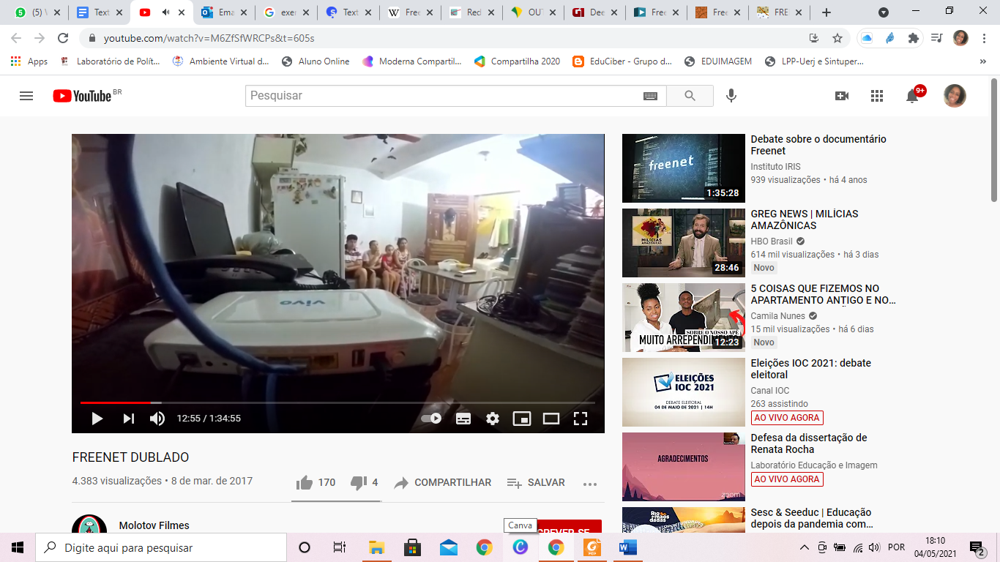 (5) V
Text
Ema
exer
Text
Free
Red
OUT
Dee
Free
Free
FRE
youtube.com/watch?v=M6ZfSfWRCPs&t=605s
Apps
Laboratório de Polít...
Ambiente Virtual d...
Aluno Online
Moderna Compartil...
Compartilha 2020
EduCiber - Grupo d...
EDUIMAGEM
LPP-Uerj e Sintuper...
»
YouTube BR
Pesquisar
9+
vivo
12:55 / 1:34:55
FREENET DUBLADO
4.383 visualizações • 8 de mar. de 2017
170
4
COMPARTILHAR
SALVAR
Molotov Filmes
CREVER-SE
Canva
freenet
1:35:28
Debate sobre o documentário
Freenet
Instituto IRIS
939 visualizações • há 4 anos
MILÍCIAS
AMAZÔNICAS
28:46
GREG NEWS | MILÍCIAS
AMAZÔNICAS
HBO Brasil
614 mil visualizações • há 3 dias
Novo
SOBRE O NOSSO APÊ
MUITO ARREPENDIMENTO
12:23
5 COISAS QUE FIZEMOS NO
APARTAMENTO ANTIGO E NO...
Camila Nunes
15 mil visualizações • há 6 dias
Novo
ELEIÇÕES
IOC 2021
DEBATE ELEITORAL
04 DE MAIO DE 2021 | 14H
Eleições IOC 2021: debate
eleitoral
Canal IOC
263 assistindo
AO VIVO AGORA
AGRADECIMENTOS
zoom
Defesa da dissertação de
Renata Rocha
Laboratório Educação e Imagem
AO VIVO AGORA
Sesc & Seeduc | Educação
depois da pandemia com...
Digite aqui para pesquisar
POR
18:10
04/05/2021
2